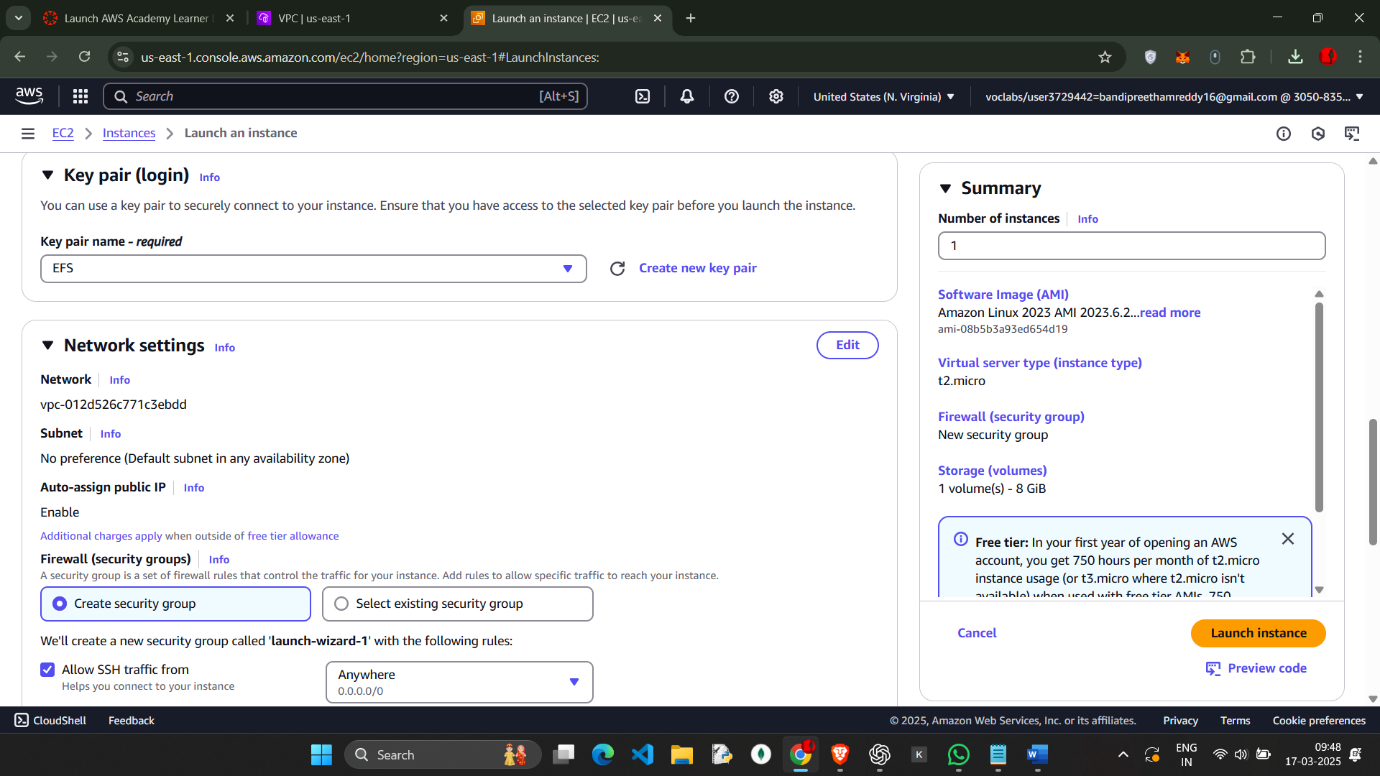 Launch AWS Academy Learner
VPC | us-east-1
Launch an instance | EC2 | us-ea
us-east-1.console.aws.amazon.com/ec2/home?region=us-east-1#LaunchInstances:
aws
Search
[Alt+S]
United States (N. Virginia)
voclabs/user3729442=bandipreethamreddy16@gmail.com @ 3050-835...
EC2
Instances
Launch an instance
Key pair (login)
Info
You can use a key pair to securely connect to your instance. Ensure that you have access to the selected key pair before you launch the instance.
Key pair name - required
EFS
Create new key pair
Network settings
Info
Edit
Network
Info
vpc-012d526c771c3ebdd
Subnet
Info
No preference (Default subnet in any availability zone)
Auto-assign public IP
Info
Enable
Additional charges apply when outside of free tier allowance
Firewall (security groups)
Info
A security group is a set of firewall rules that control the traffic for your instance. Add rules to allow specific traffic to reach your instance.
Create security group
Select existing security group
We'll create a new security group called 'launch-wizard-1' with the following rules:
Allow SSH traffic from
Helps you connect to your instance
Anywhere
0.0.0.0/0
Summary
Number of instances
Info
1
Software Image (AMI)
Amazon Linux 2023 AMI 2023.6.2...read more
ami-08b5b3a93ed654d19
Virtual server type (instance type)
t2.micro
Firewall (security group)
New security group
Storage (volumes)
1 volume(s) - 8 GiB
Free tier: In your first year of opening an AWS
account, you get 750 hours per month of t2.micro
instance usage (or t3.micro where t2.micro isn't
available) when used with free tier AMIs, 750
Cancel
Launch instance
Preview code
CloudShell
Feedback
© 2025, Amazon Web Services, Inc. or its affiliates.
Privacy
Terms
Cookie preferences
Search
K
ENG
IN
09:48
17-03-2025